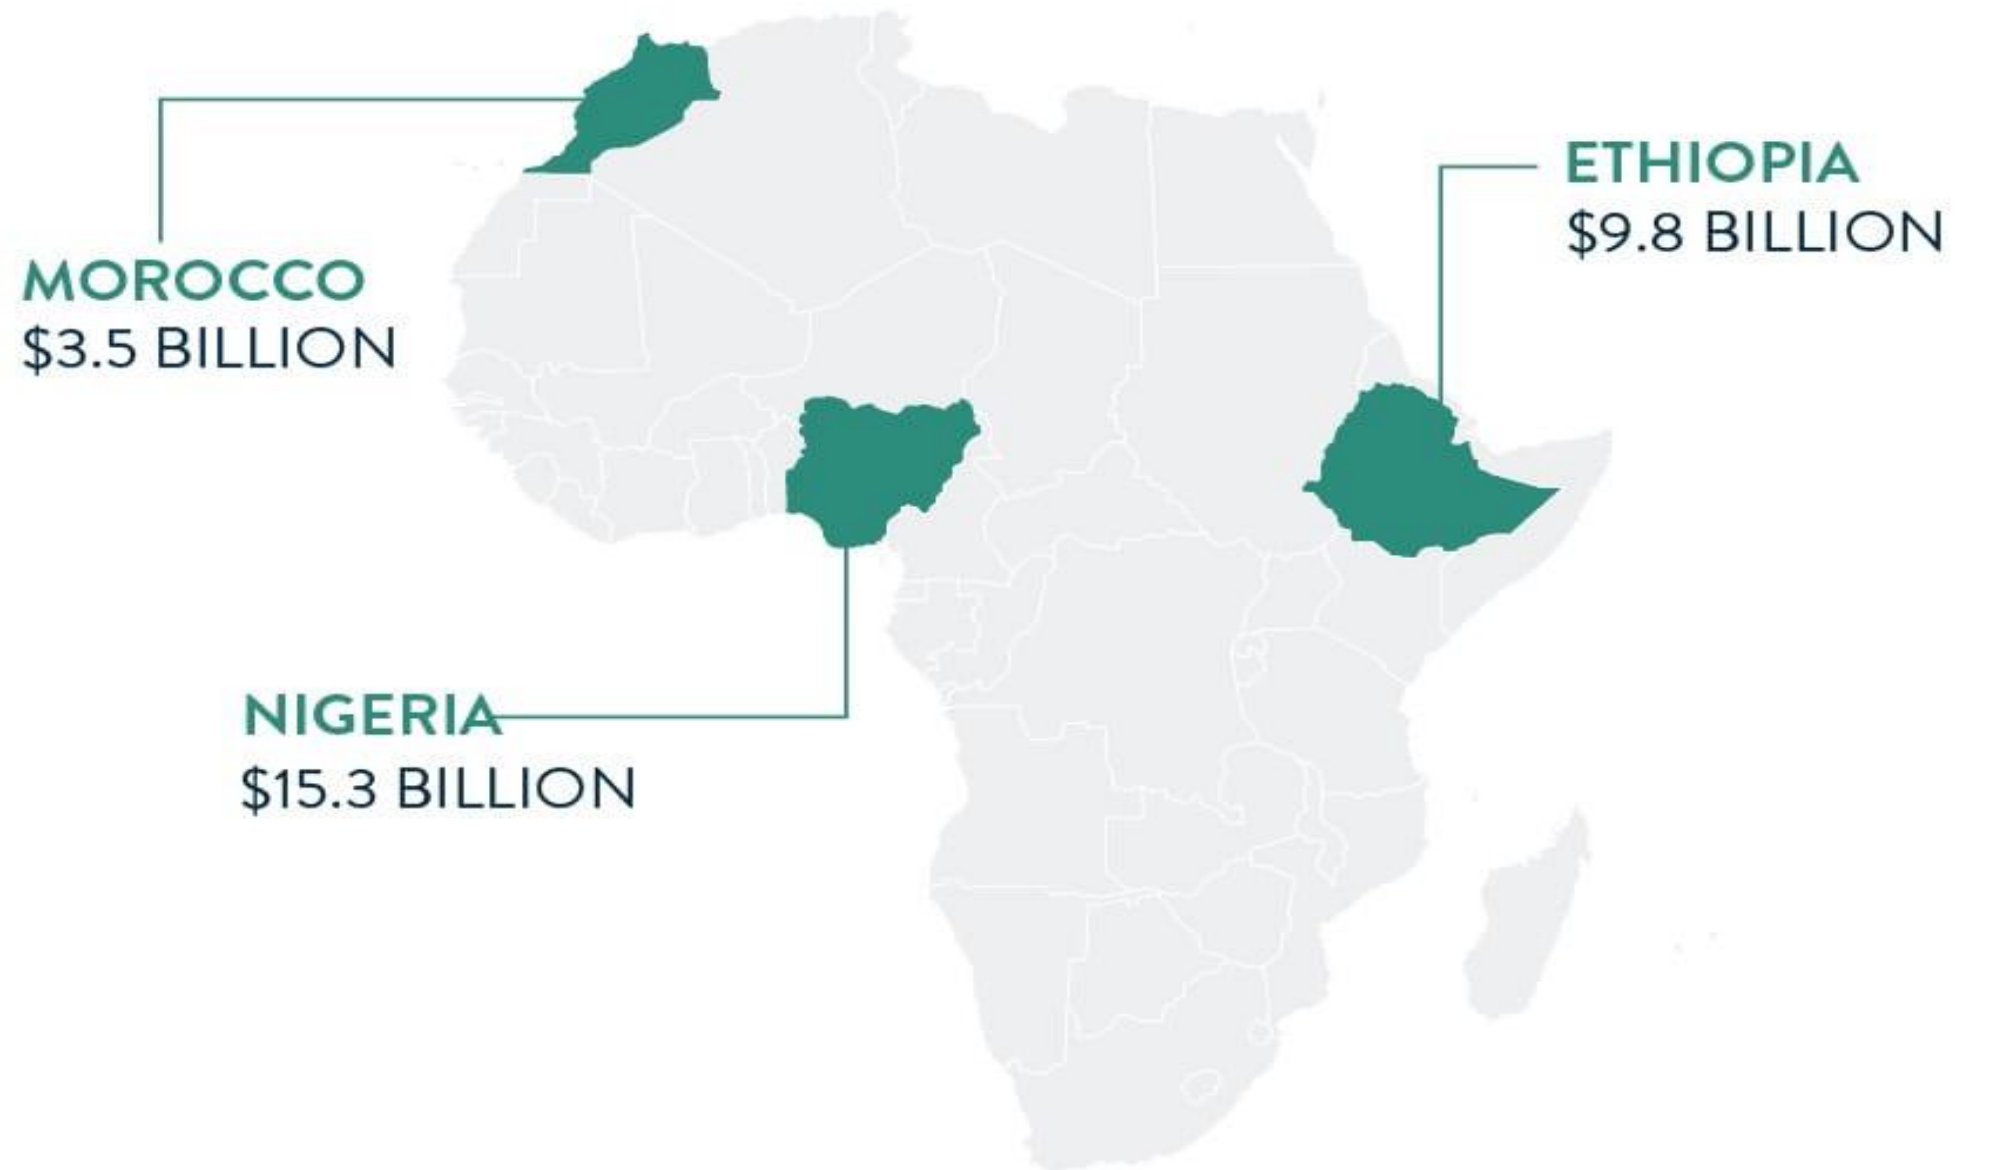 MOROCCO
$3.5 BILLION
ETHIOPIA
$9.8 BILLION
NIGERIA
$15.3 BILLION